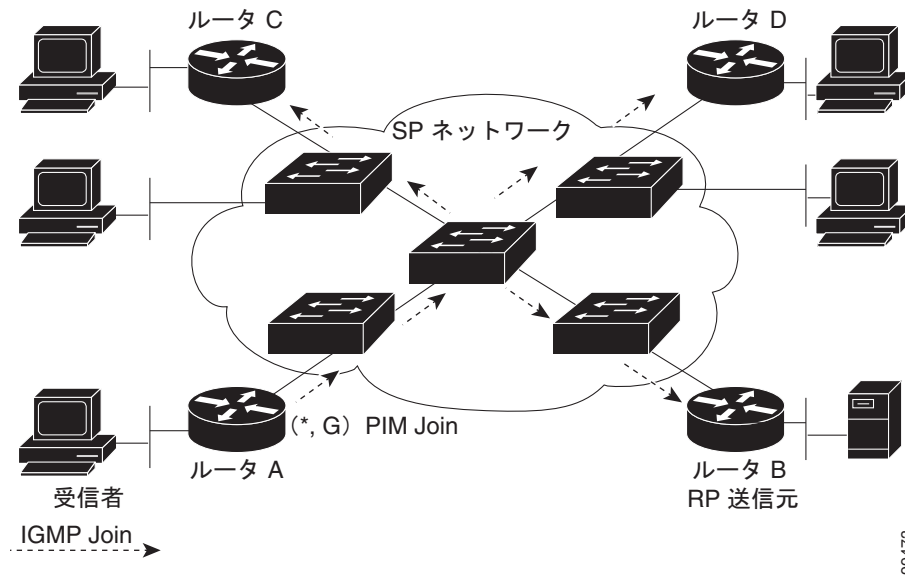 ルータ C
ルータ D
SP ネットワーク
(*, G) PIM Join
ルータ A
ルータ B
受信者
RP 送信元
IGMP Join